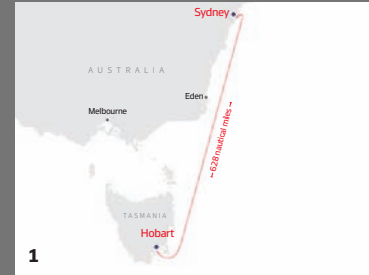 Sydney
AUSTRALIA
Eden
Melbourne
628 nautical miles
TASMANIA
Hobart
1